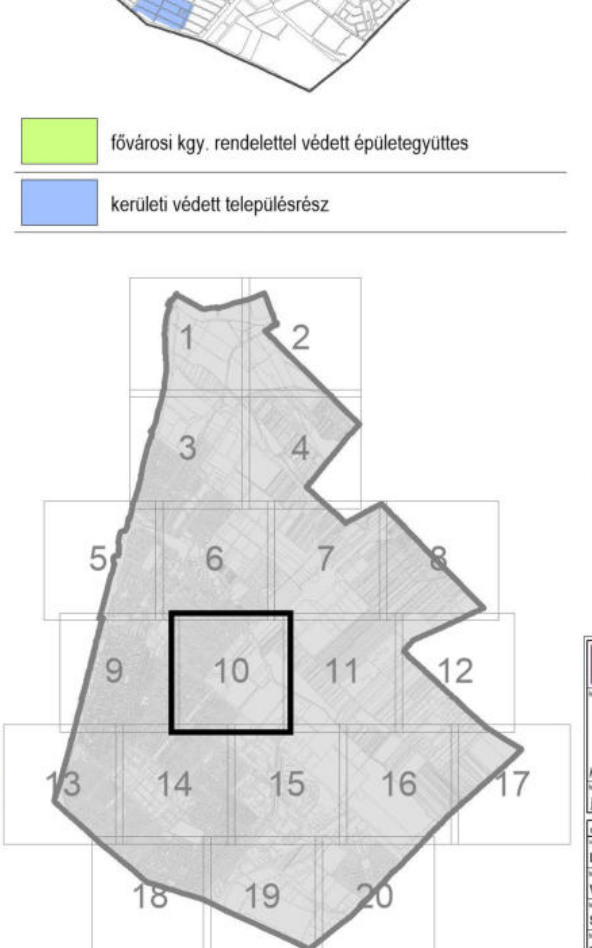 fővárosi kgy. rendelettel védett épületegyüttes
kerületi védett településrész
1 2
3 4
5 6 7 8
9 10 11 12
13 14 15 16 17
18 19 20